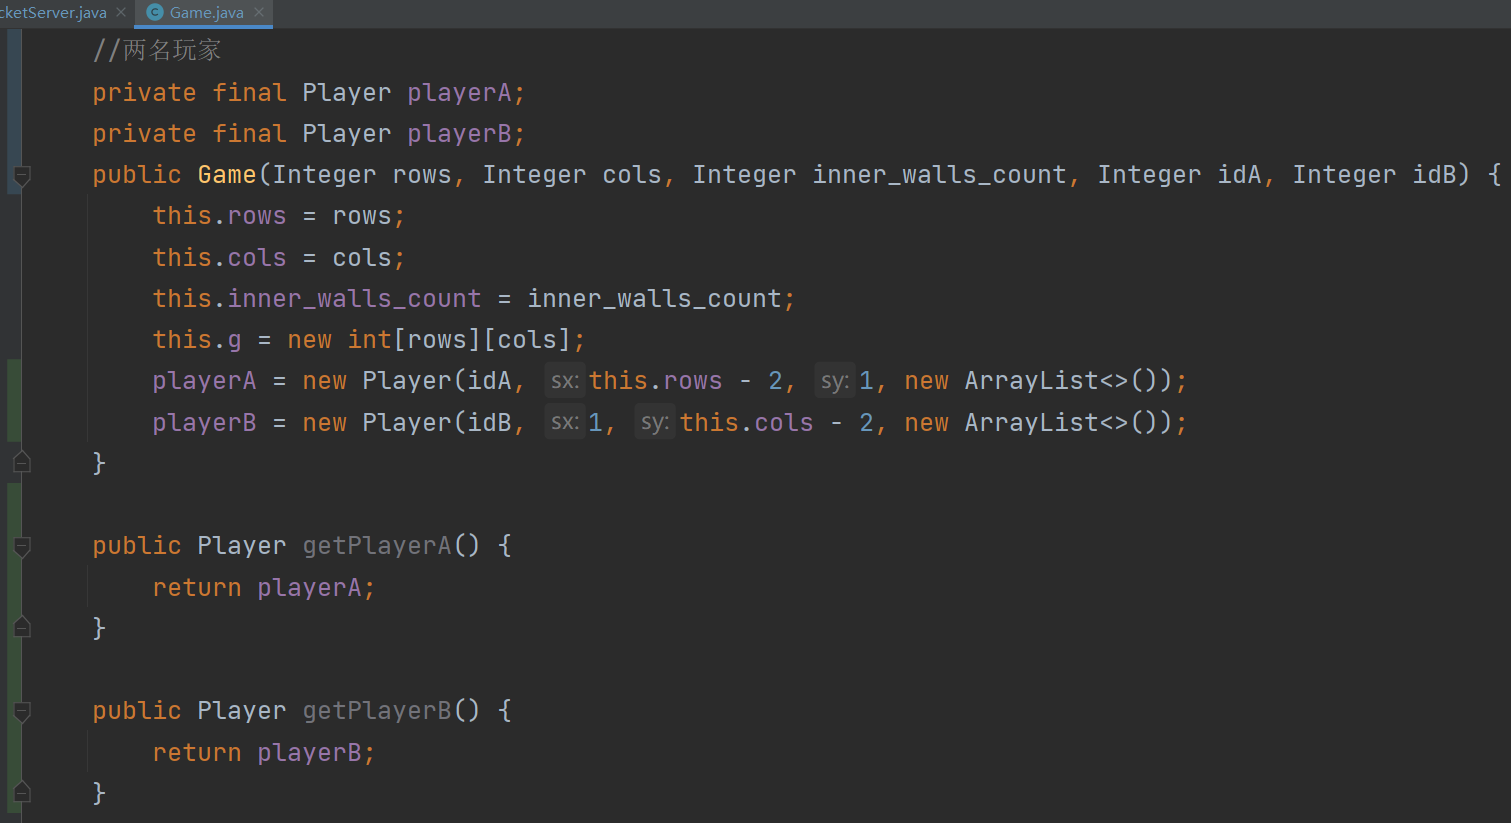 cketServer.java × C Game.java ×
//两名玩家
private final Player playerA;
private final Player playerB;
public Game(Integer rows, Integer cols, Integer inner_walls_count, Integer idA, Integer idB) {
this.rows = rows;
this.cols = cols;
this.inner_walls_count = inner_walls_count;
this.g = new int[rows][cols];
playerA = new Player(idA, sx: this.rows - 2, sy: 1, new ArrayList<>());
playerB = new Player(idB, sx: 1, sy: this.cols - 2, new ArrayList<>());
}
public Player getPlayerA() {
return playerA;
}
public Player getPlayerB() {
return playerB;
}